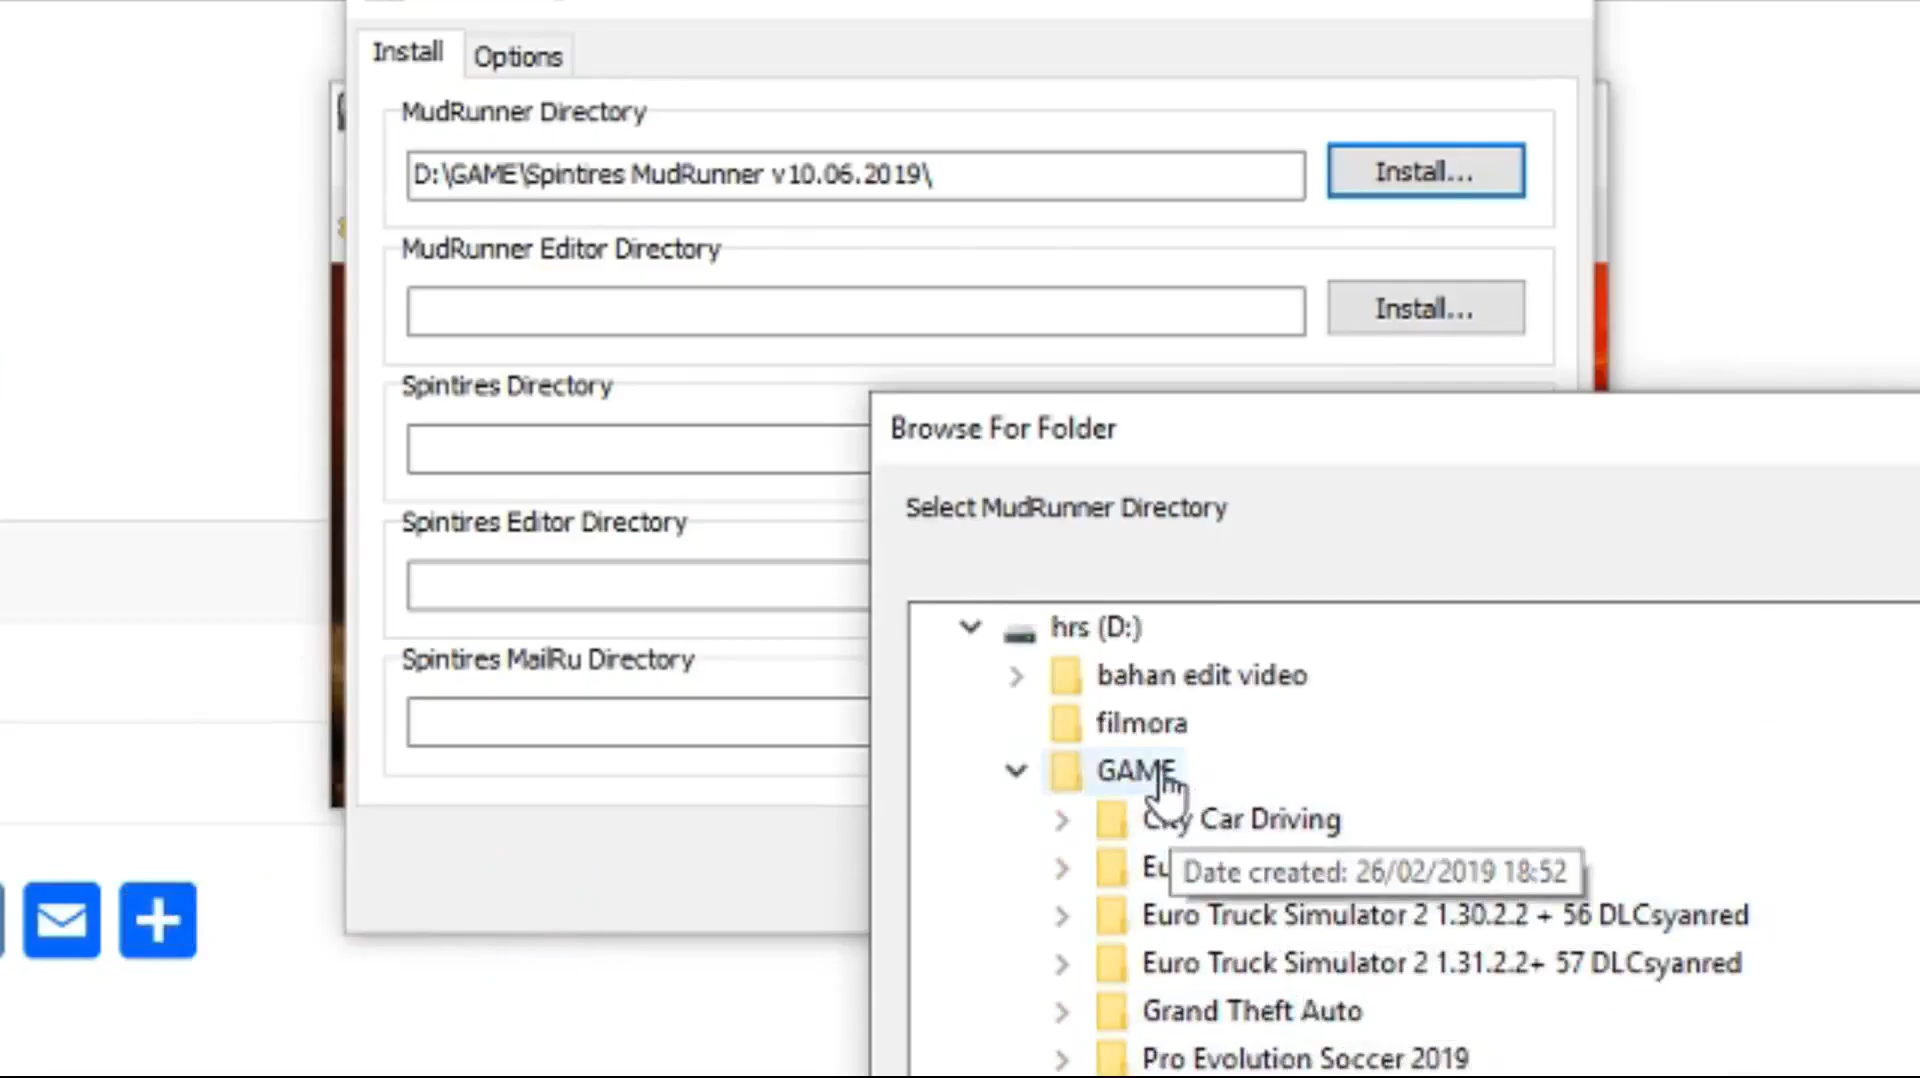 Install
Options
MudRunner Directory
D:\GAME\Spintires MudRunner v10.06.2019\
Install...
MudRunner Editor Directory
Install...
Spintires Directory
Spintires Editor Directory
Spintires MailRu Directory
Browse For Folder
Select MudRunner Directory
hrs (D:)
bahan edit video
filmora
GAME
City Car Driving
Eu
Date created: 26/02/2019 18:52
Euro Truck Simulator 2 1.30.2.2 + 56 DLCsyanred
Euro Truck Simulator 2 1.31.2.2+ 57 DLCsyanred
Grand Theft Auto
Pro Evolution Soccer 2019